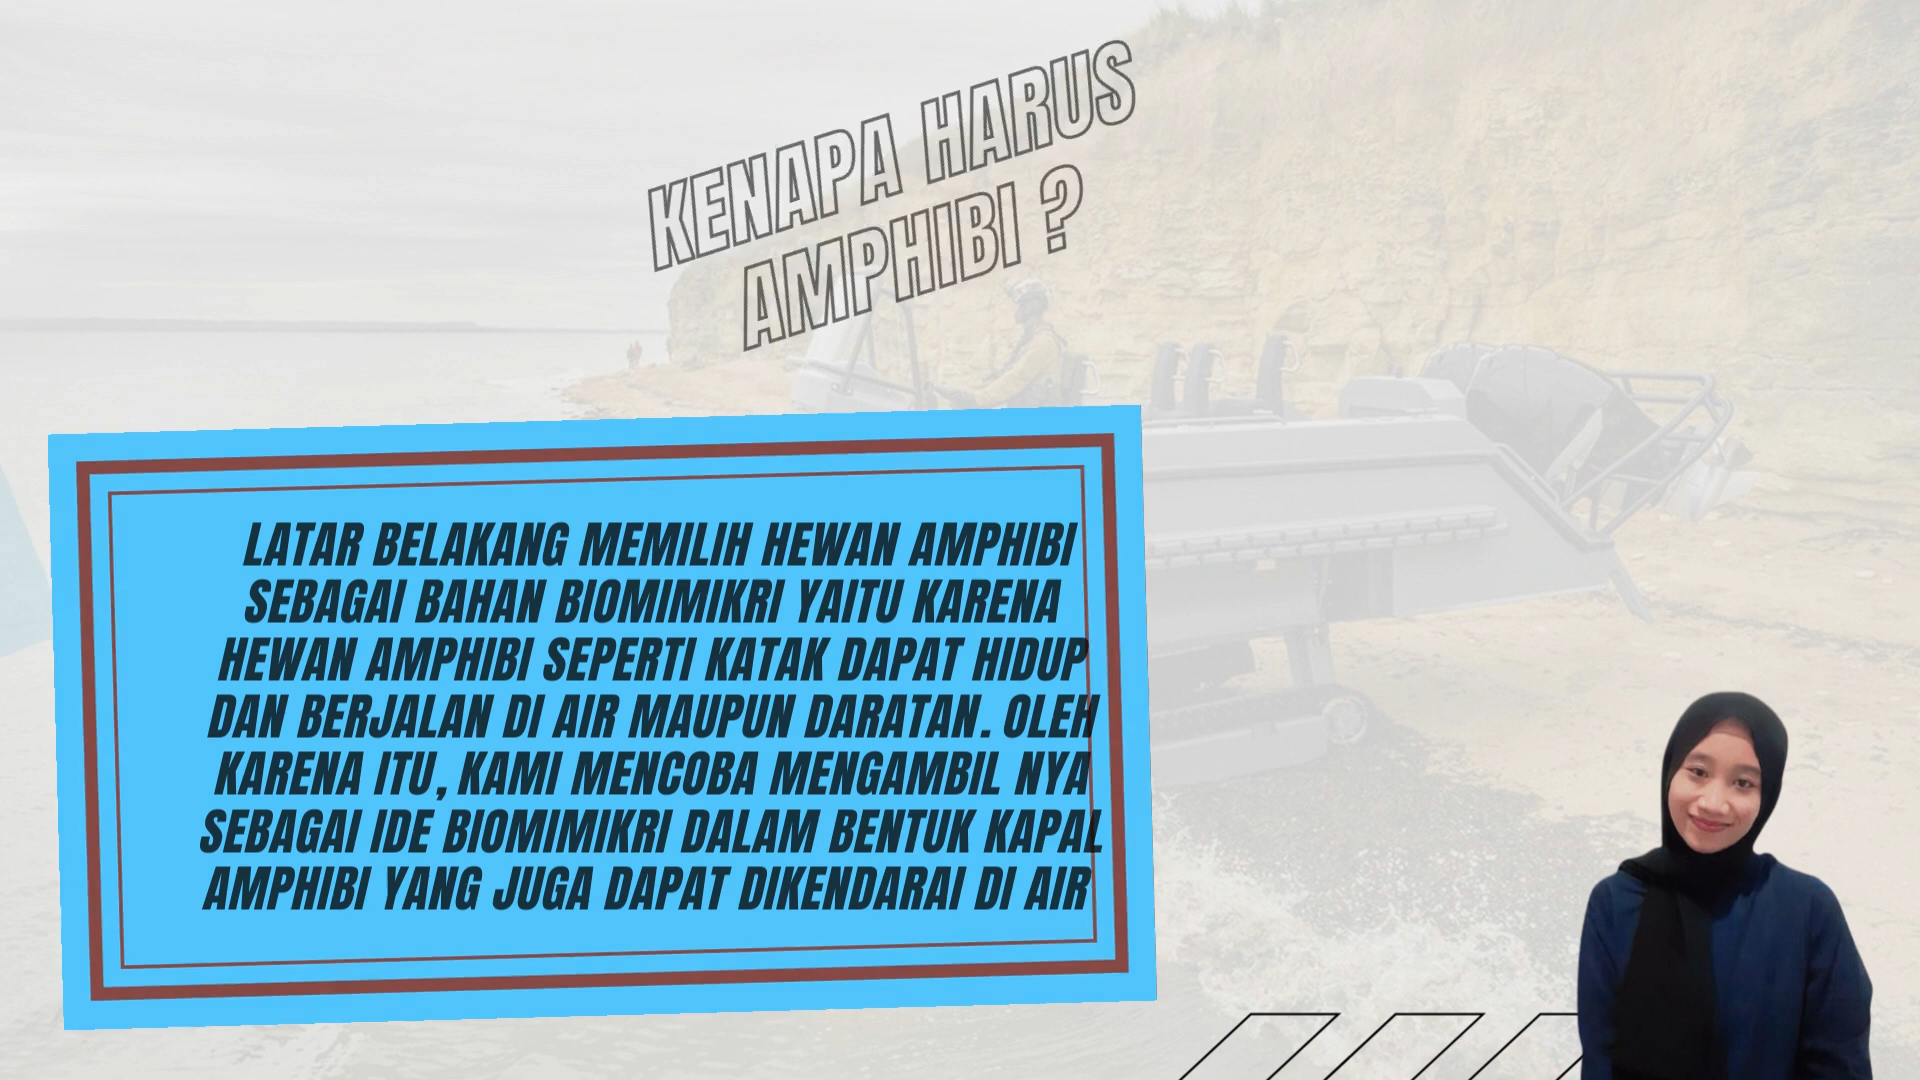 KENAPA HARUS
AMPHIBI ?
LATAR BELAKANG MEMILIH HEWAN AMPHIBI
SEBAGAI BAHAN BIOMIMIKRI YAITU KARENA
HEWAN AMPHIBI SEPERTI KATAK DAPAT HIDUP
DAN BERJALAN DI AIR MAUPUN DARATAN. OLEH
KARENA ITU, KAMI MENCOBA MENGAMBIL NYA
SEBAGAI IDE BIOMIMIKRI DALAM BENTUK KAPAL
AMPHIBI YANG JUGA DAPAT DIKENDARAI DI AIR